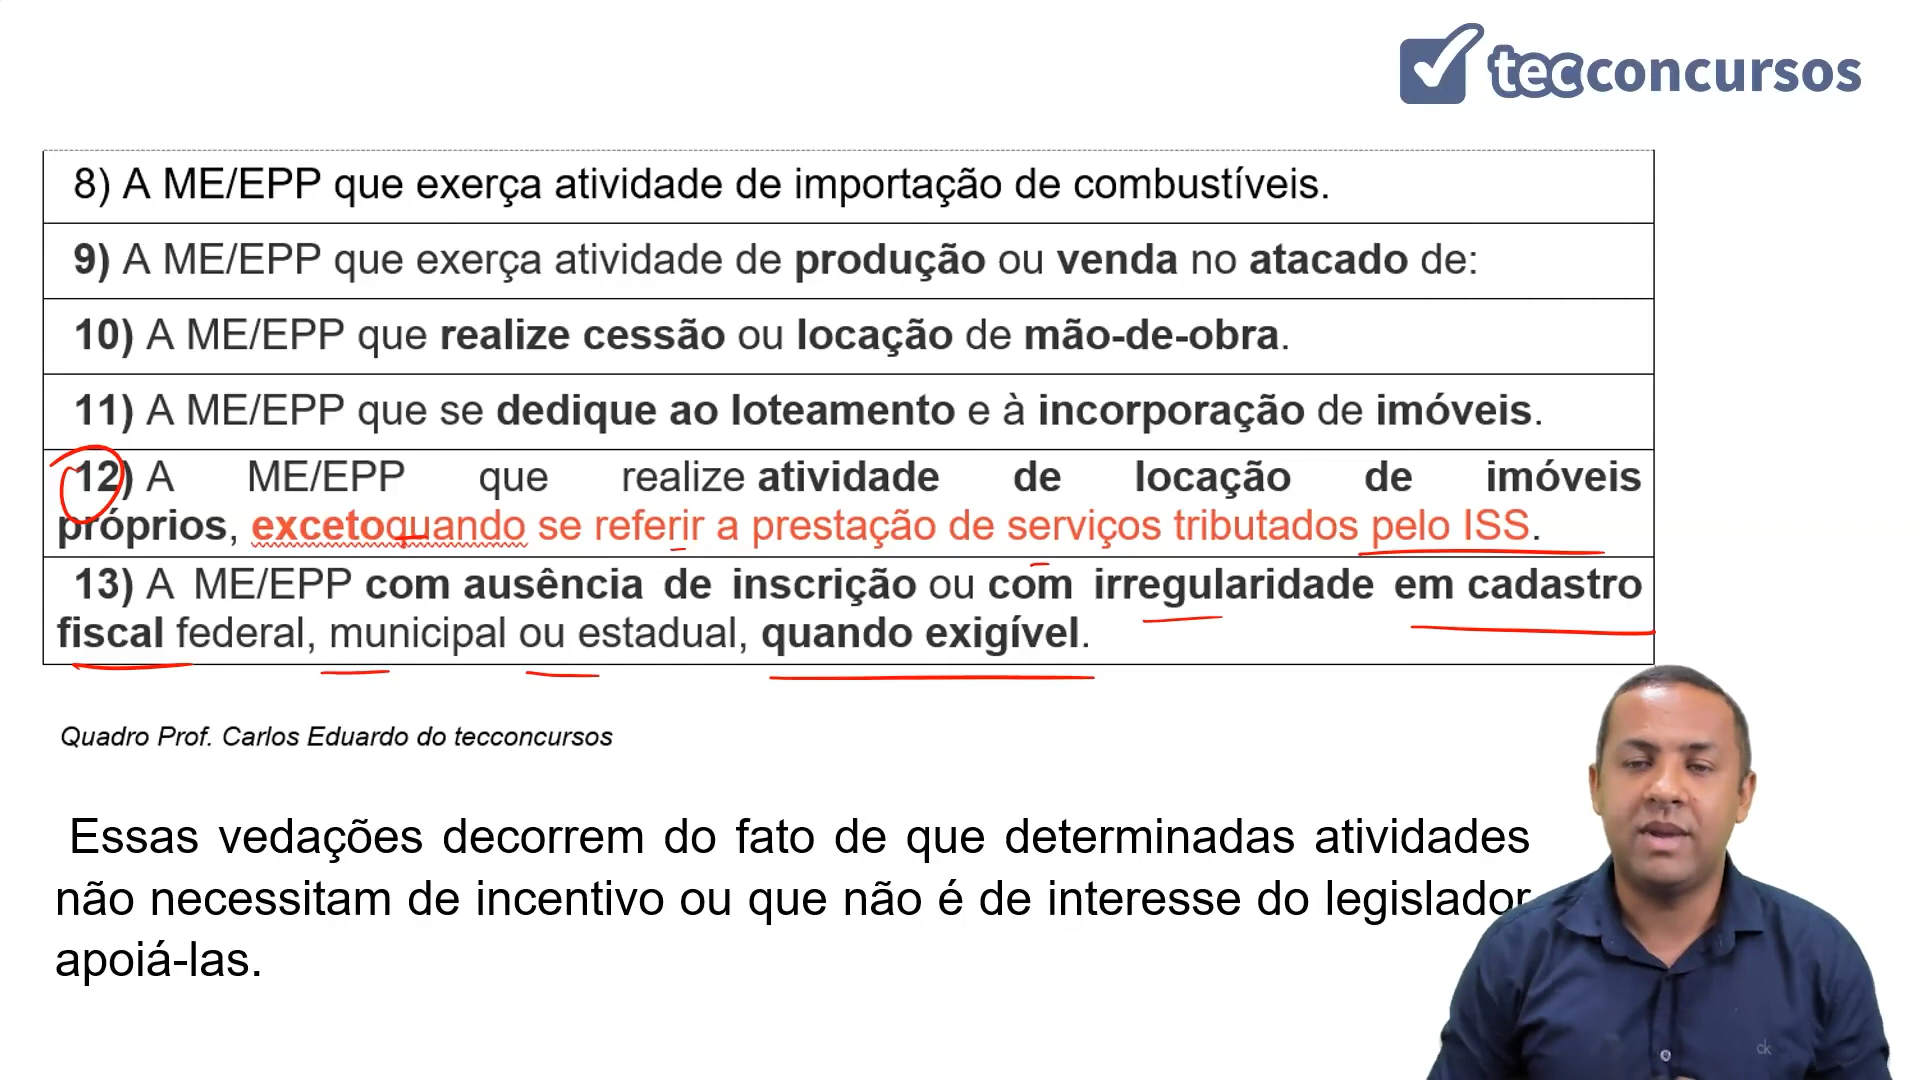 tecconcursos
8) A ME/EPP que exerça atividade de importação de combustíveis.
9) A ME/EPP que exerça atividade de produção ou venda no atacado de:
10) A ME/EPP que realize cessão ou locação de mão-de-obra.
11) A ME/EPP que se dedique ao loteamento e à incorporação de imóveis.
12) A ME/EPP que realize atividade de locação de imóveis
próprios, excetoquando se referir a prestação de serviços tributados pelo ISS.
13) A ME/EPP com ausência de inscrição ou com irregularidade em cadastro
fiscal federal, municipal ou estadual, quando exigível.
Quadro Prof. Carlos Eduardo do tecconcursos
Essas vedações decorrem do fato de que determinadas atividades
não necessitam de incentivo ou que não é de interesse do legislador
apoiá-las.
ck